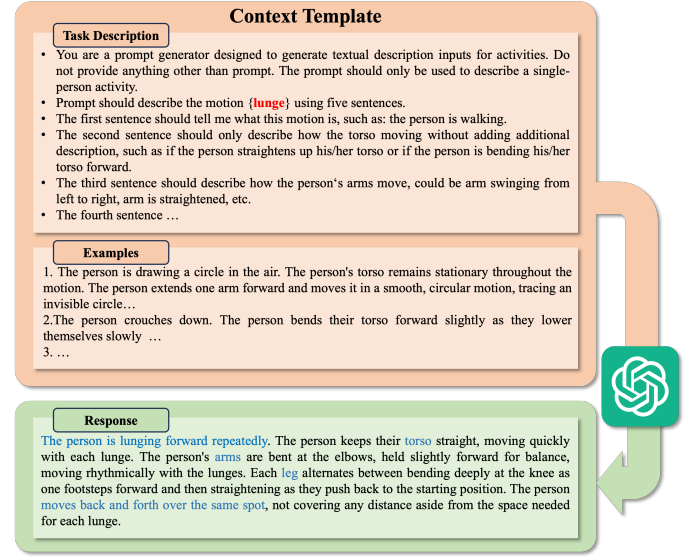 Context Template
Task Description
• You are a prompt generator designed to generate textual description inputs for activities. Do
not provide anything other than prompt. The prompt should only be used to describe a single-
person activity.
• Prompt should describe the motion {lunge} using five sentences.
• The first sentence should tell me what this motion is, such as: the person is walking.
• The second sentence should only describe how the torso moving without adding additional
description, such as if the person straightens up his/her torso or if the person is bending his/her
torso forward.
• The third sentence should describe how the person‘s arms move, could be arm swinging from
left to right, arm is straightened, etc.
• The fourth sentence …
Examples
1. The person is drawing a circle in the air. The person's torso remains stationary throughout the
motion. The person extends one arm forward and moves it in a smooth, circular motion, tracing an
invisible circle…
2.The person crouches down. The person bends their torso forward slightly as they lower
themselves slowly …
3. …
Response
The person is lunging forward repeatedly. The person keeps their torso straight, moving quickly
with each lunge. The person's arms are bent at the elbows, held slightly forward for balance,
moving rhythmically with the lunges. Each leg alternates between bending deeply at the knee as
one footsteps forward and then straightening as they push back to the starting position. The person
moves back and forth over the same spot, not covering any distance aside from the space needed
for each lunge.